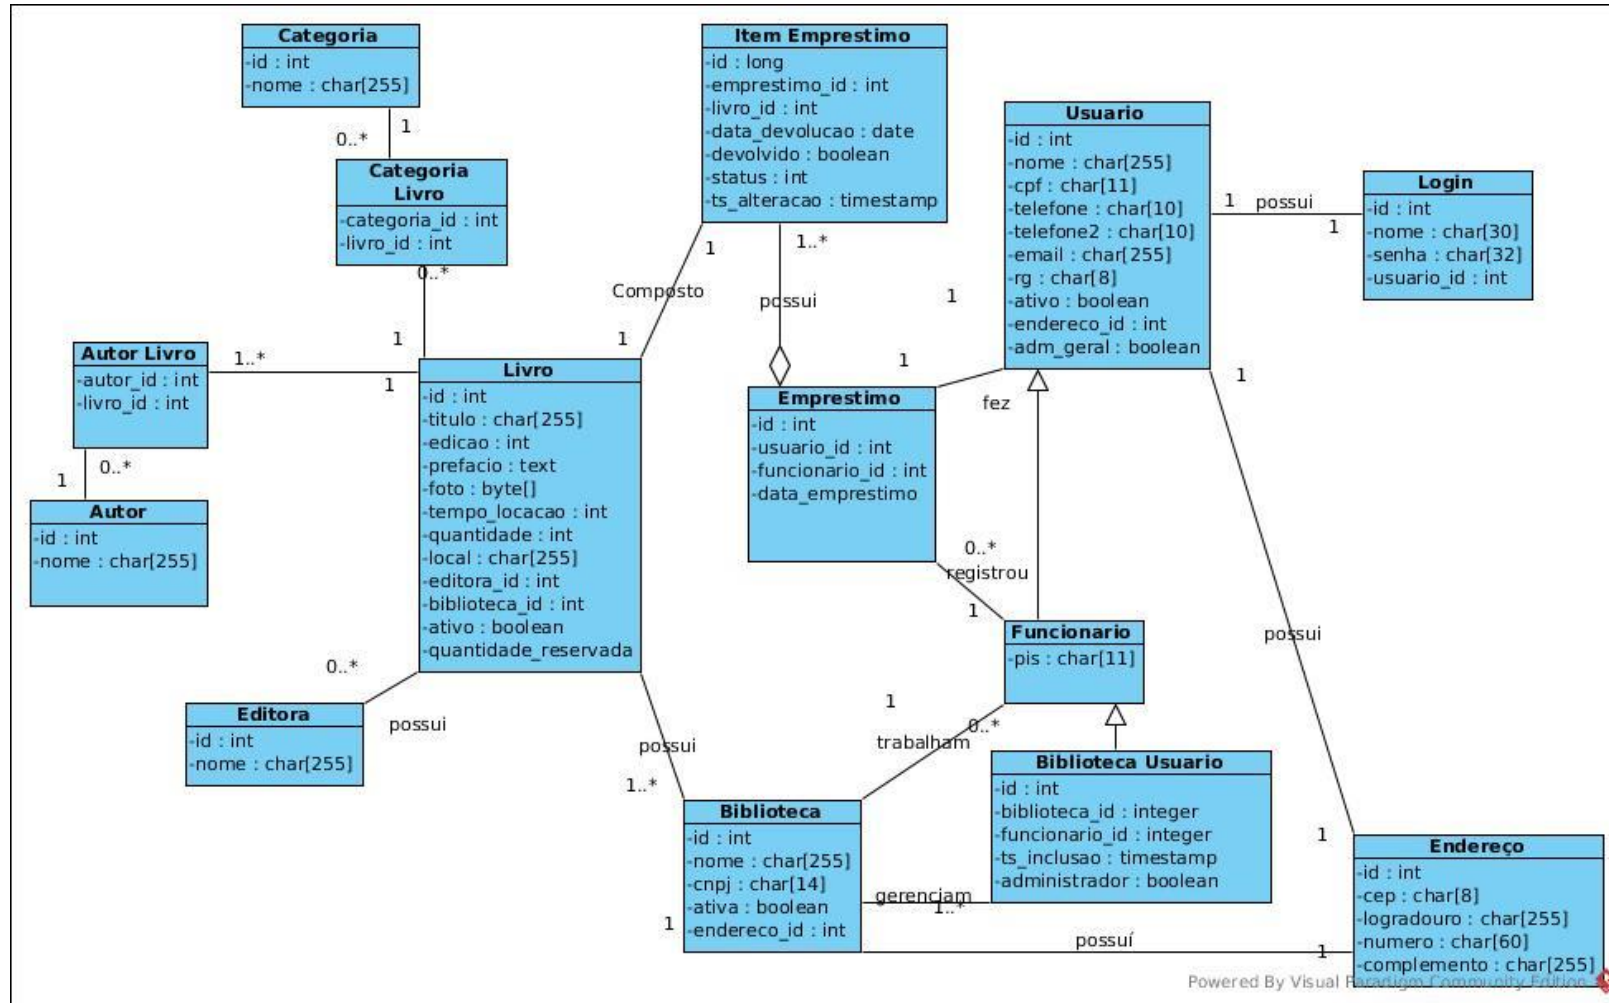 Categoria
-id : int
-nome : char[255]
1
0..*
Categoria
Livro
-categoria_id : int
-livro_id : int
0..*
1
Item Emprestimo
-id : long
-emprestimo_id : int
-livro_id : int
-data_devolucao : date
-devolvido : boolean
-status : int
-ts_alteracao : timestamp
1
1..*
Composto
possui
1
Usuario
-id : int
-nome : char[255]
-cpf : char[11]
-telefone : char[10]
-telefone2 : char[10]
-email : char[255]
-rg : char[8]
-ativo : boolean
-endereco_id : int
-adm_geral : boolean
1
possui
1
Login
-id : int
-nome : char[30]
-senha : char[32]
-usuario_id : int
1
1
fez
1
Autor Livro
-autor_id : int
-livro_id : int
1..*
1
1
0..*
Autor
-id : int
-nome : char[255]
Livro
-id : int
-titulo : char[255]
-edicao : int
-prefacio : text
-foto : byte[]
-tempo_locacao : int
-quantidade : int
-local : char[255]
-editora_id : int
-biblioteca_id : int
-ativo : boolean
-quantidade_reservada
Emprestimo
-id : int
-usuario_id : int
-funcionario_id : int
-data_emprestimo
0..*
registrou
1
Funcionario
-pis : char[11]
possui
0..*
possui
Editora
-id : int
-nome : char[255]
possui
1..*
1
0..*
trabalham
Biblioteca Usuario
-id : int
-biblioteca_id : integer
-funcionario_id : integer
-ts_inclusao : timestamp
-administrador : boolean
Biblioteca
-id : int
-nome : char[255]
-cnpj : char[14]
-ativa : boolean
-endereco_id : int
gerenciam
1..*
1
possuí
1
1
Endereço
-id : int
-cep : char[8]
-logradouro : char[255]
-numero : char[60]
-complemento : char[255]
Powered By Visual Paradigm Community Edition